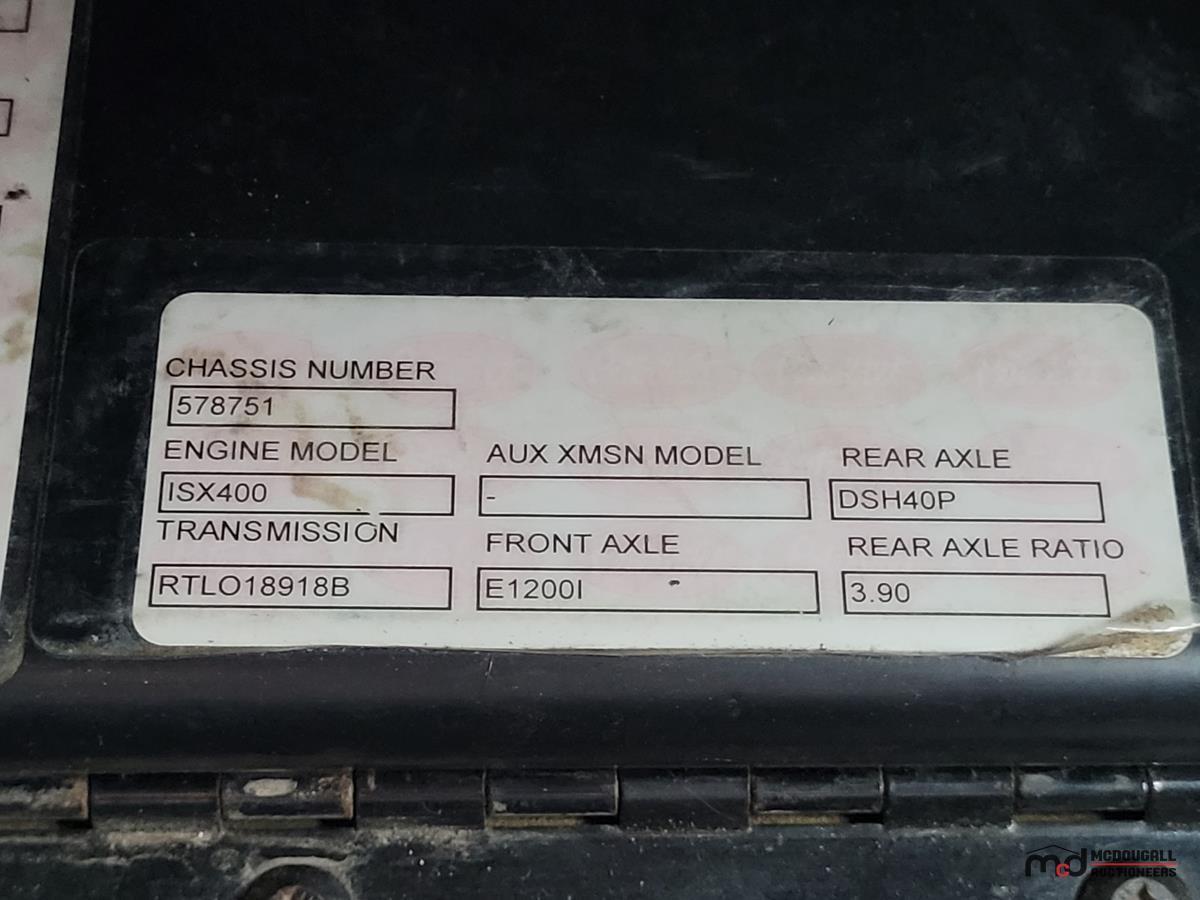 CHASSIS NUMBER
578751
ENGINE MODEL AUX XMSN MODEL REAR AXLE
ISX400 - DSH40P
TRANSMISSION FRONT AXLE REAR AXLE RATIO
RTLO18918B E1200I 3.90
mcd MCDOUGALL
AUCTIONEERS